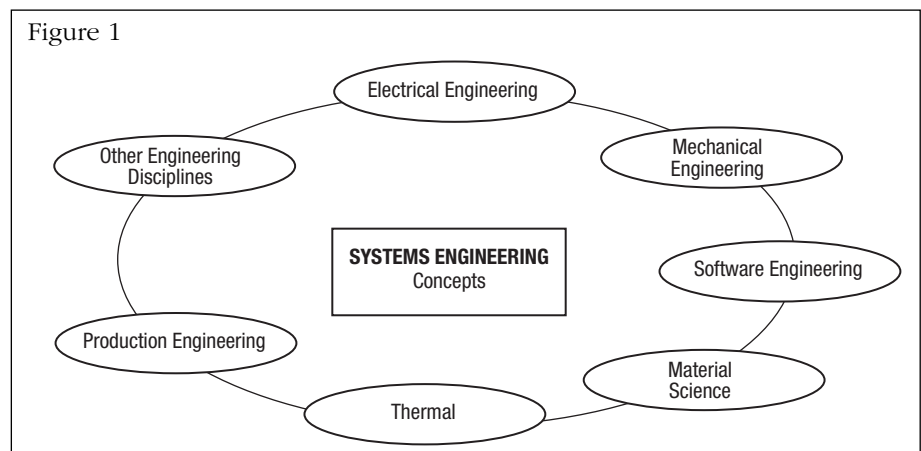 Figure 1
Electrical Engineering
Other Engineering
Disciplines
Mechanical
Engineering
SYSTEMS ENGINEERING
Concepts
Software Engineering
Production Engineering
Material
Science
Thermal